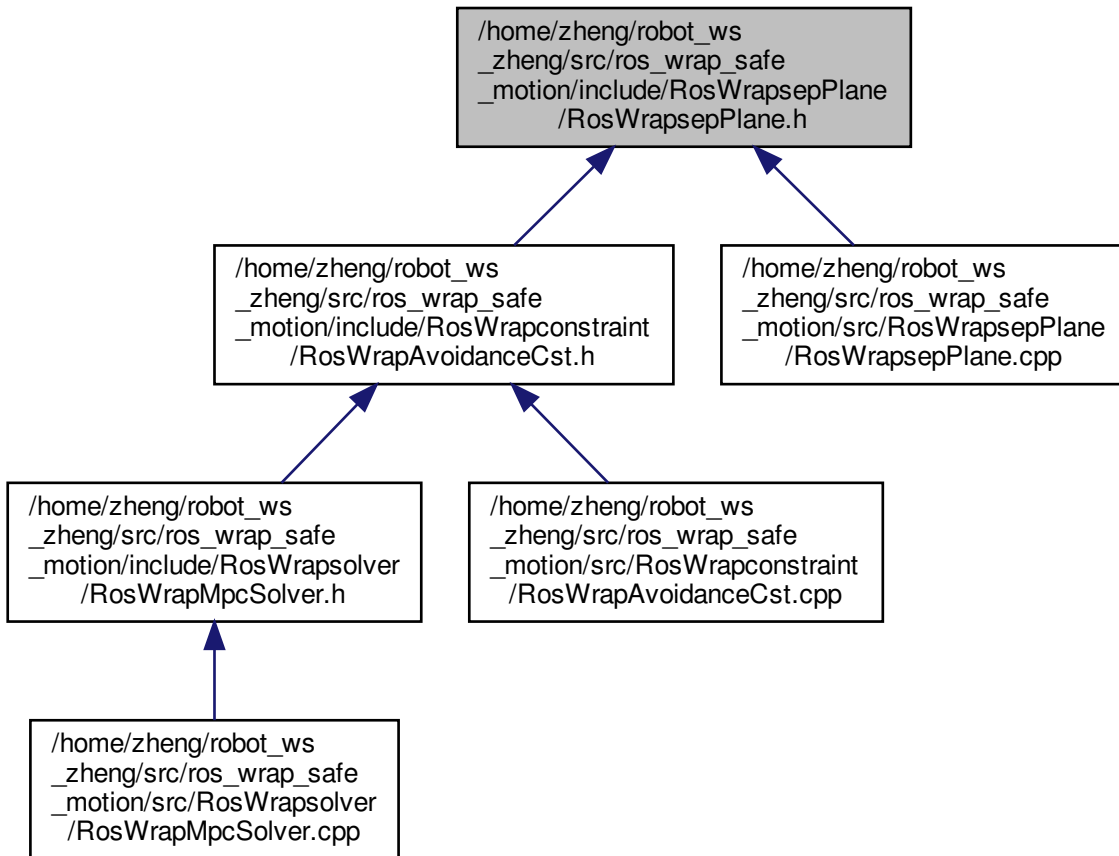 /home/zheng/robot_ws
_zheng/src/ros_wrap_safe
_motion/include/RosWrapsepPlane
/RosWrapsepPlane.h
/home/zheng/robot_ws
_zheng/src/ros_wrap_safe
_motion/include/RosWrapconstraint
/RosWrapAvoidanceCst.h
/home/zheng/robot_ws
_zheng/src/ros_wrap_safe
_motion/src/RosWrapsepPlane
/RosWrapsepPlane.cpp
/home/zheng/robot_ws
_zheng/src/ros_wrap_safe
_motion/include/RosWrapsolver
/RosWrapMpcSolver.h
/home/zheng/robot_ws
_zheng/src/ros_wrap_safe
_motion/src/RosWrapconstraint
/RosWrapAvoidanceCst.cpp
/home/zheng/robot_ws
_zheng/src/ros_wrap_safe
_motion/src/RosWrapsolver
/RosWrapMpcSolver.cpp